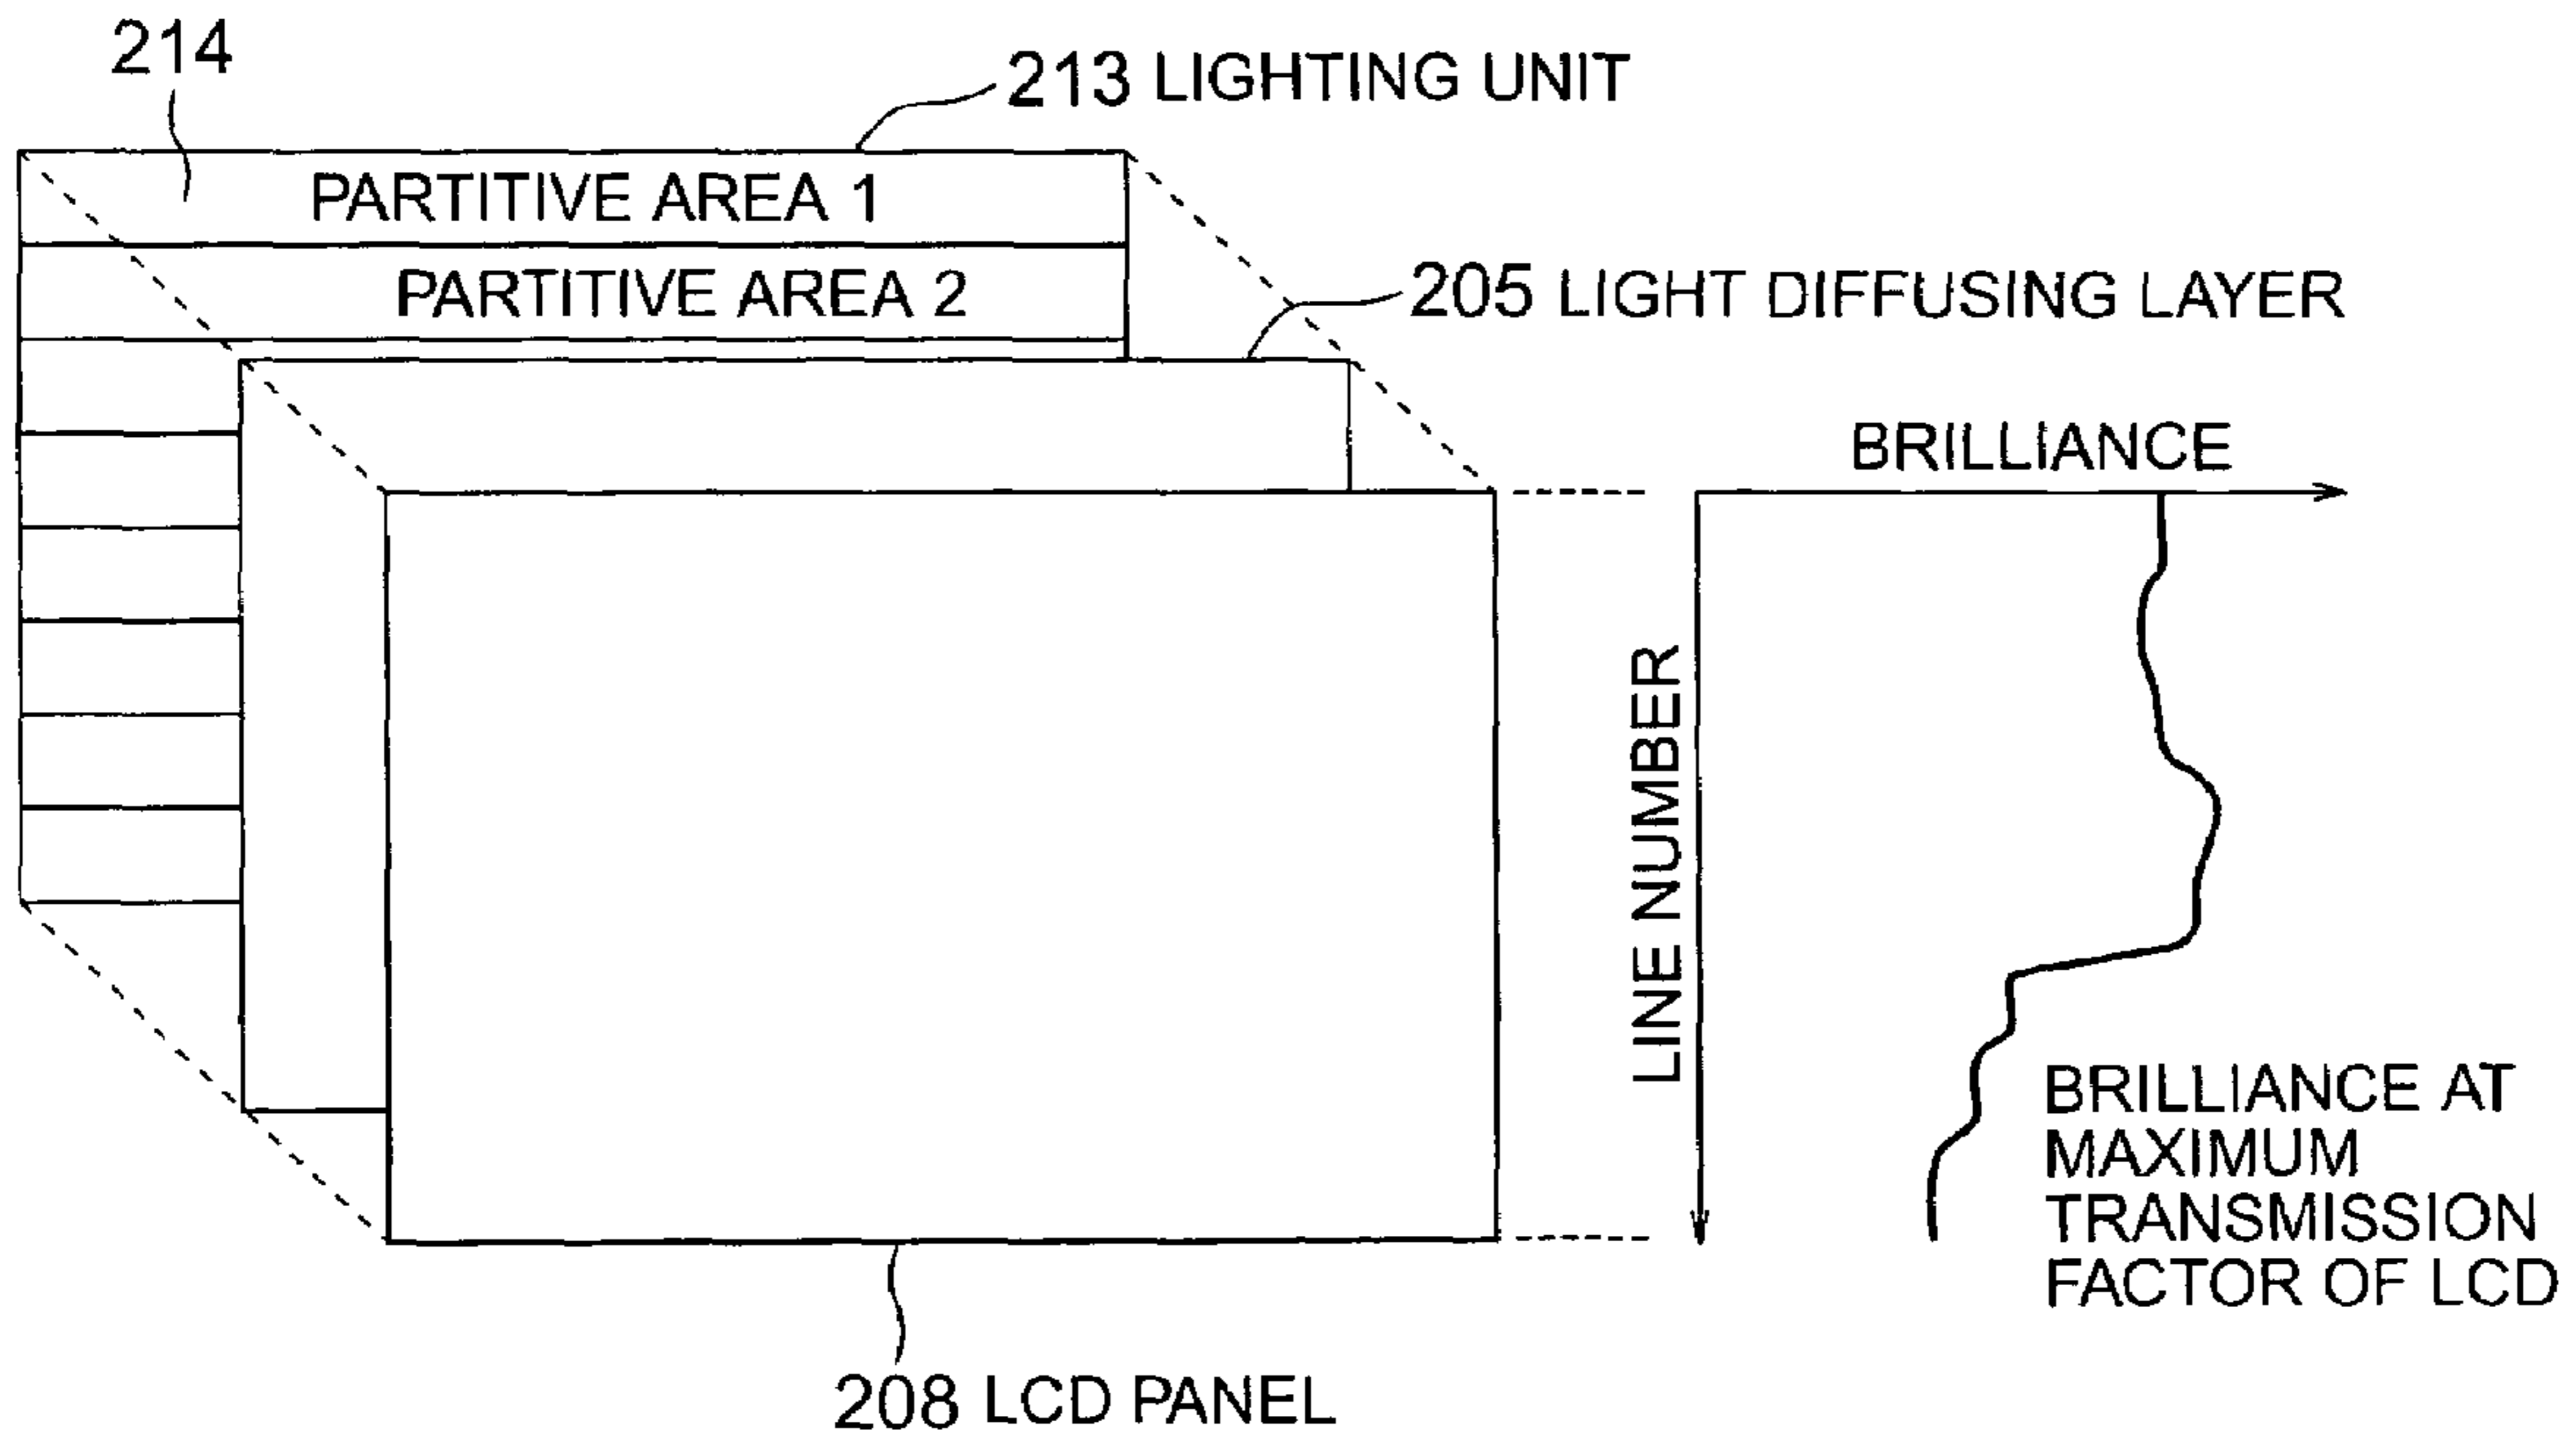 214
213 LIGHTING UNIT
PARTITIVE AREA 1
PARTITIVE AREA 2
205 LIGHT DIFFUSING LAYER
BRILLIANCE
LINE NUMBER
BRILLIANCE AT
MAXIMUM
TRANSMISSION
FACTOR OF LCD
208 LCD PANEL